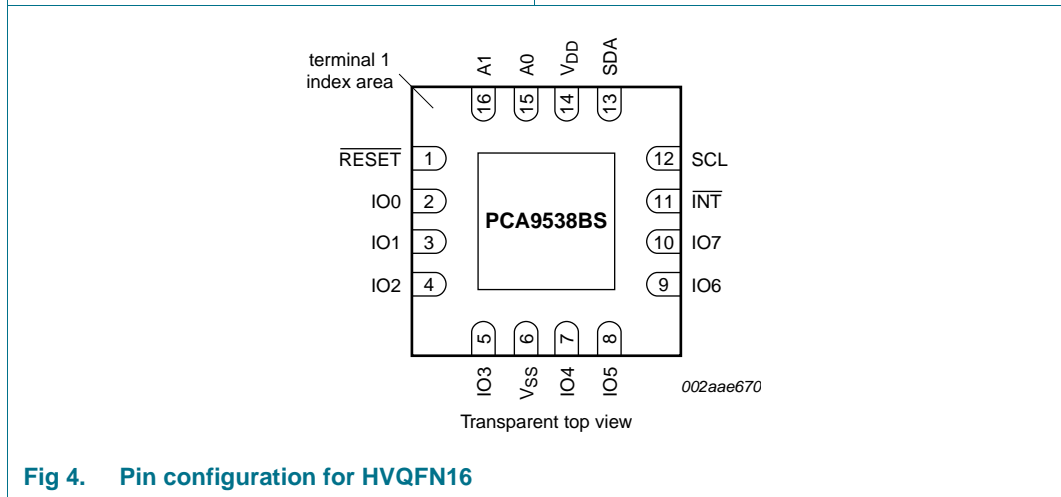 terminal 1
index area
A1
A0
VDD
SDA
16
15
14
13
RESET 1
12 SCL
IO0 2
11 INT
IO1 3
PCA9538BS
10 IO7
IO2 4
9 IO6
5
6
7
8
IO3
VSS
IO4
IO5
002aae670
Transparent top view
Fig 4. Pin configuration for HVQFN16